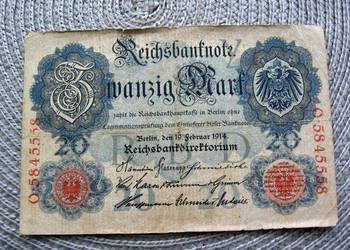 Reichsbanknote
Zwanzig Mark
zahlt die Reichsbankhauptkasse in Berlin ohne
Legitimationsprüfung dem Einlieferer dieser Banknote.
Berlin, den 19. Februar 1914
Reichsbankdirektorium
20
20
O·5845558
O·5845558